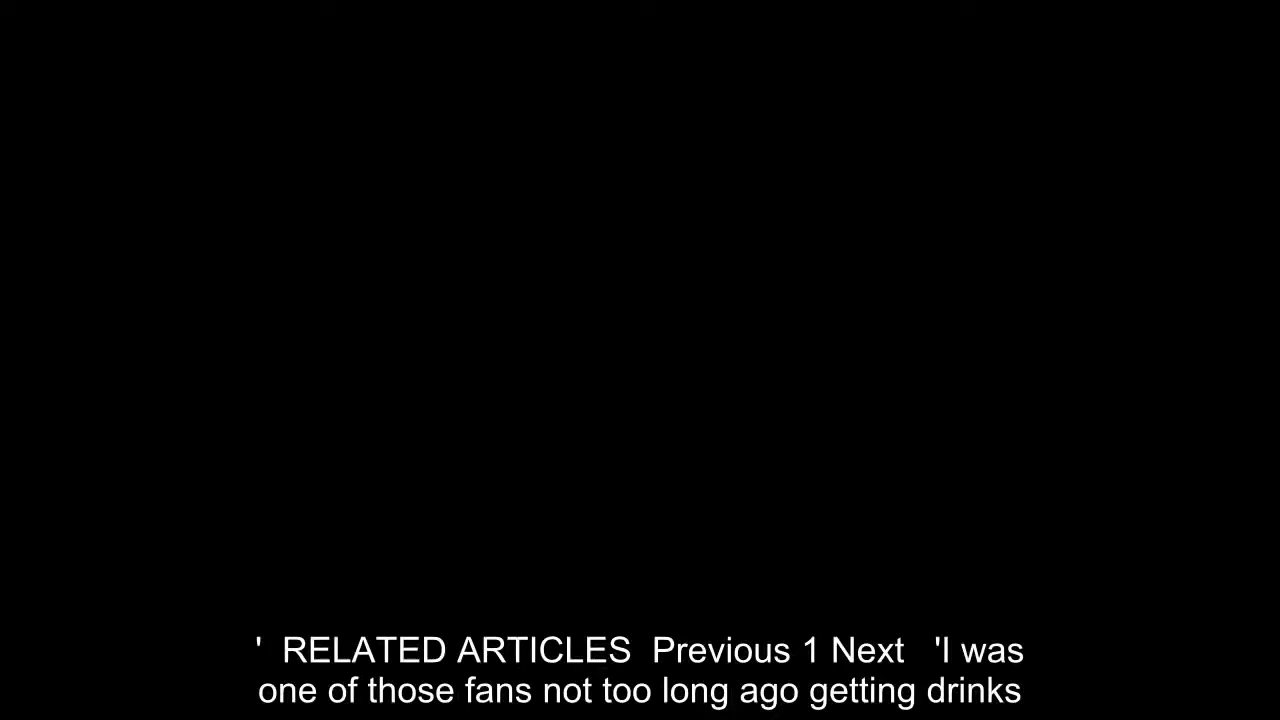 ' RELATED ARTICLES Previous 1 Next 'I was
one of those fans not too long ago getting drinks